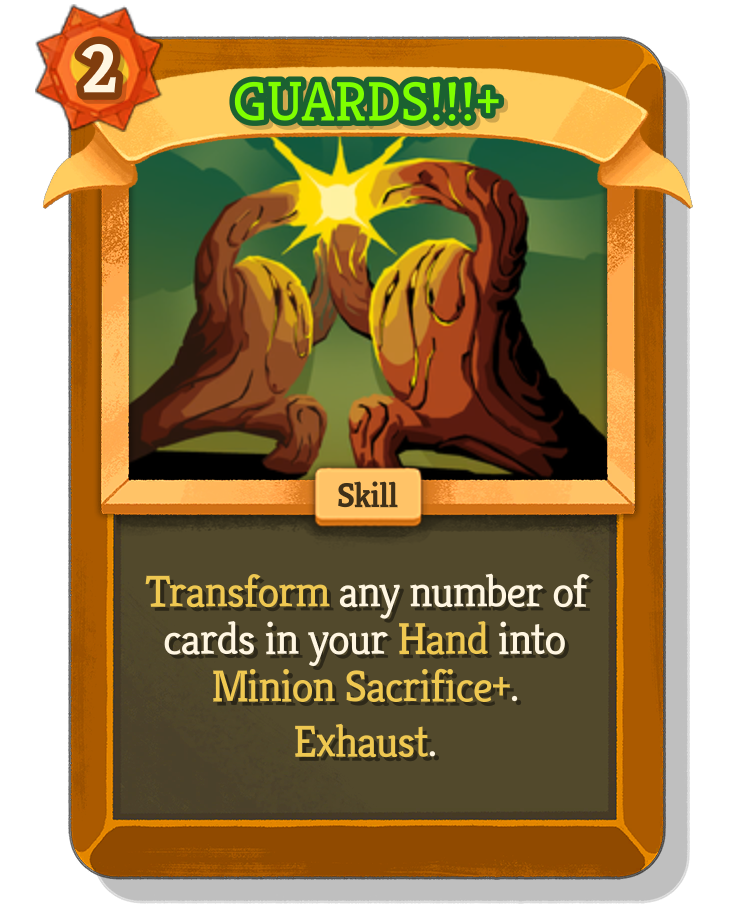 2
GUARDS!!!+
Skill
Transform any number of
cards in your Hand into
Minion Sacrifice+.
Exhaust.